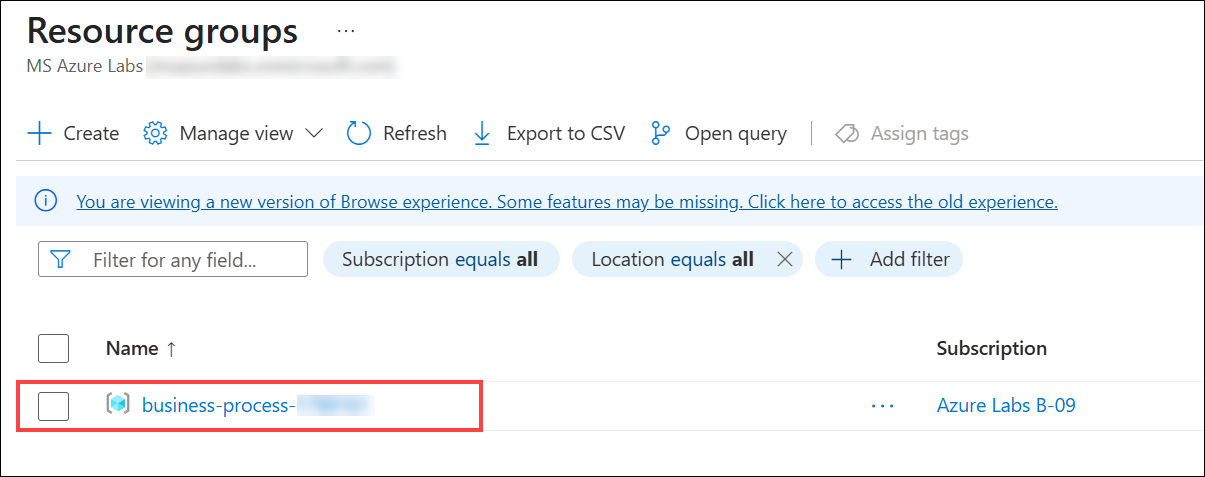 Resource groups ...
MS Azure Labs
Create Manage view Refresh Export to CSV Open query Assign tags
You are viewing a new version of Browse experience. Some features may be missing. Click here to access the old experience.
Filter for any field... Subscription equals all Location equals all Add filter
Name ↑ Subscription
business-process- ... Azure Labs B-09